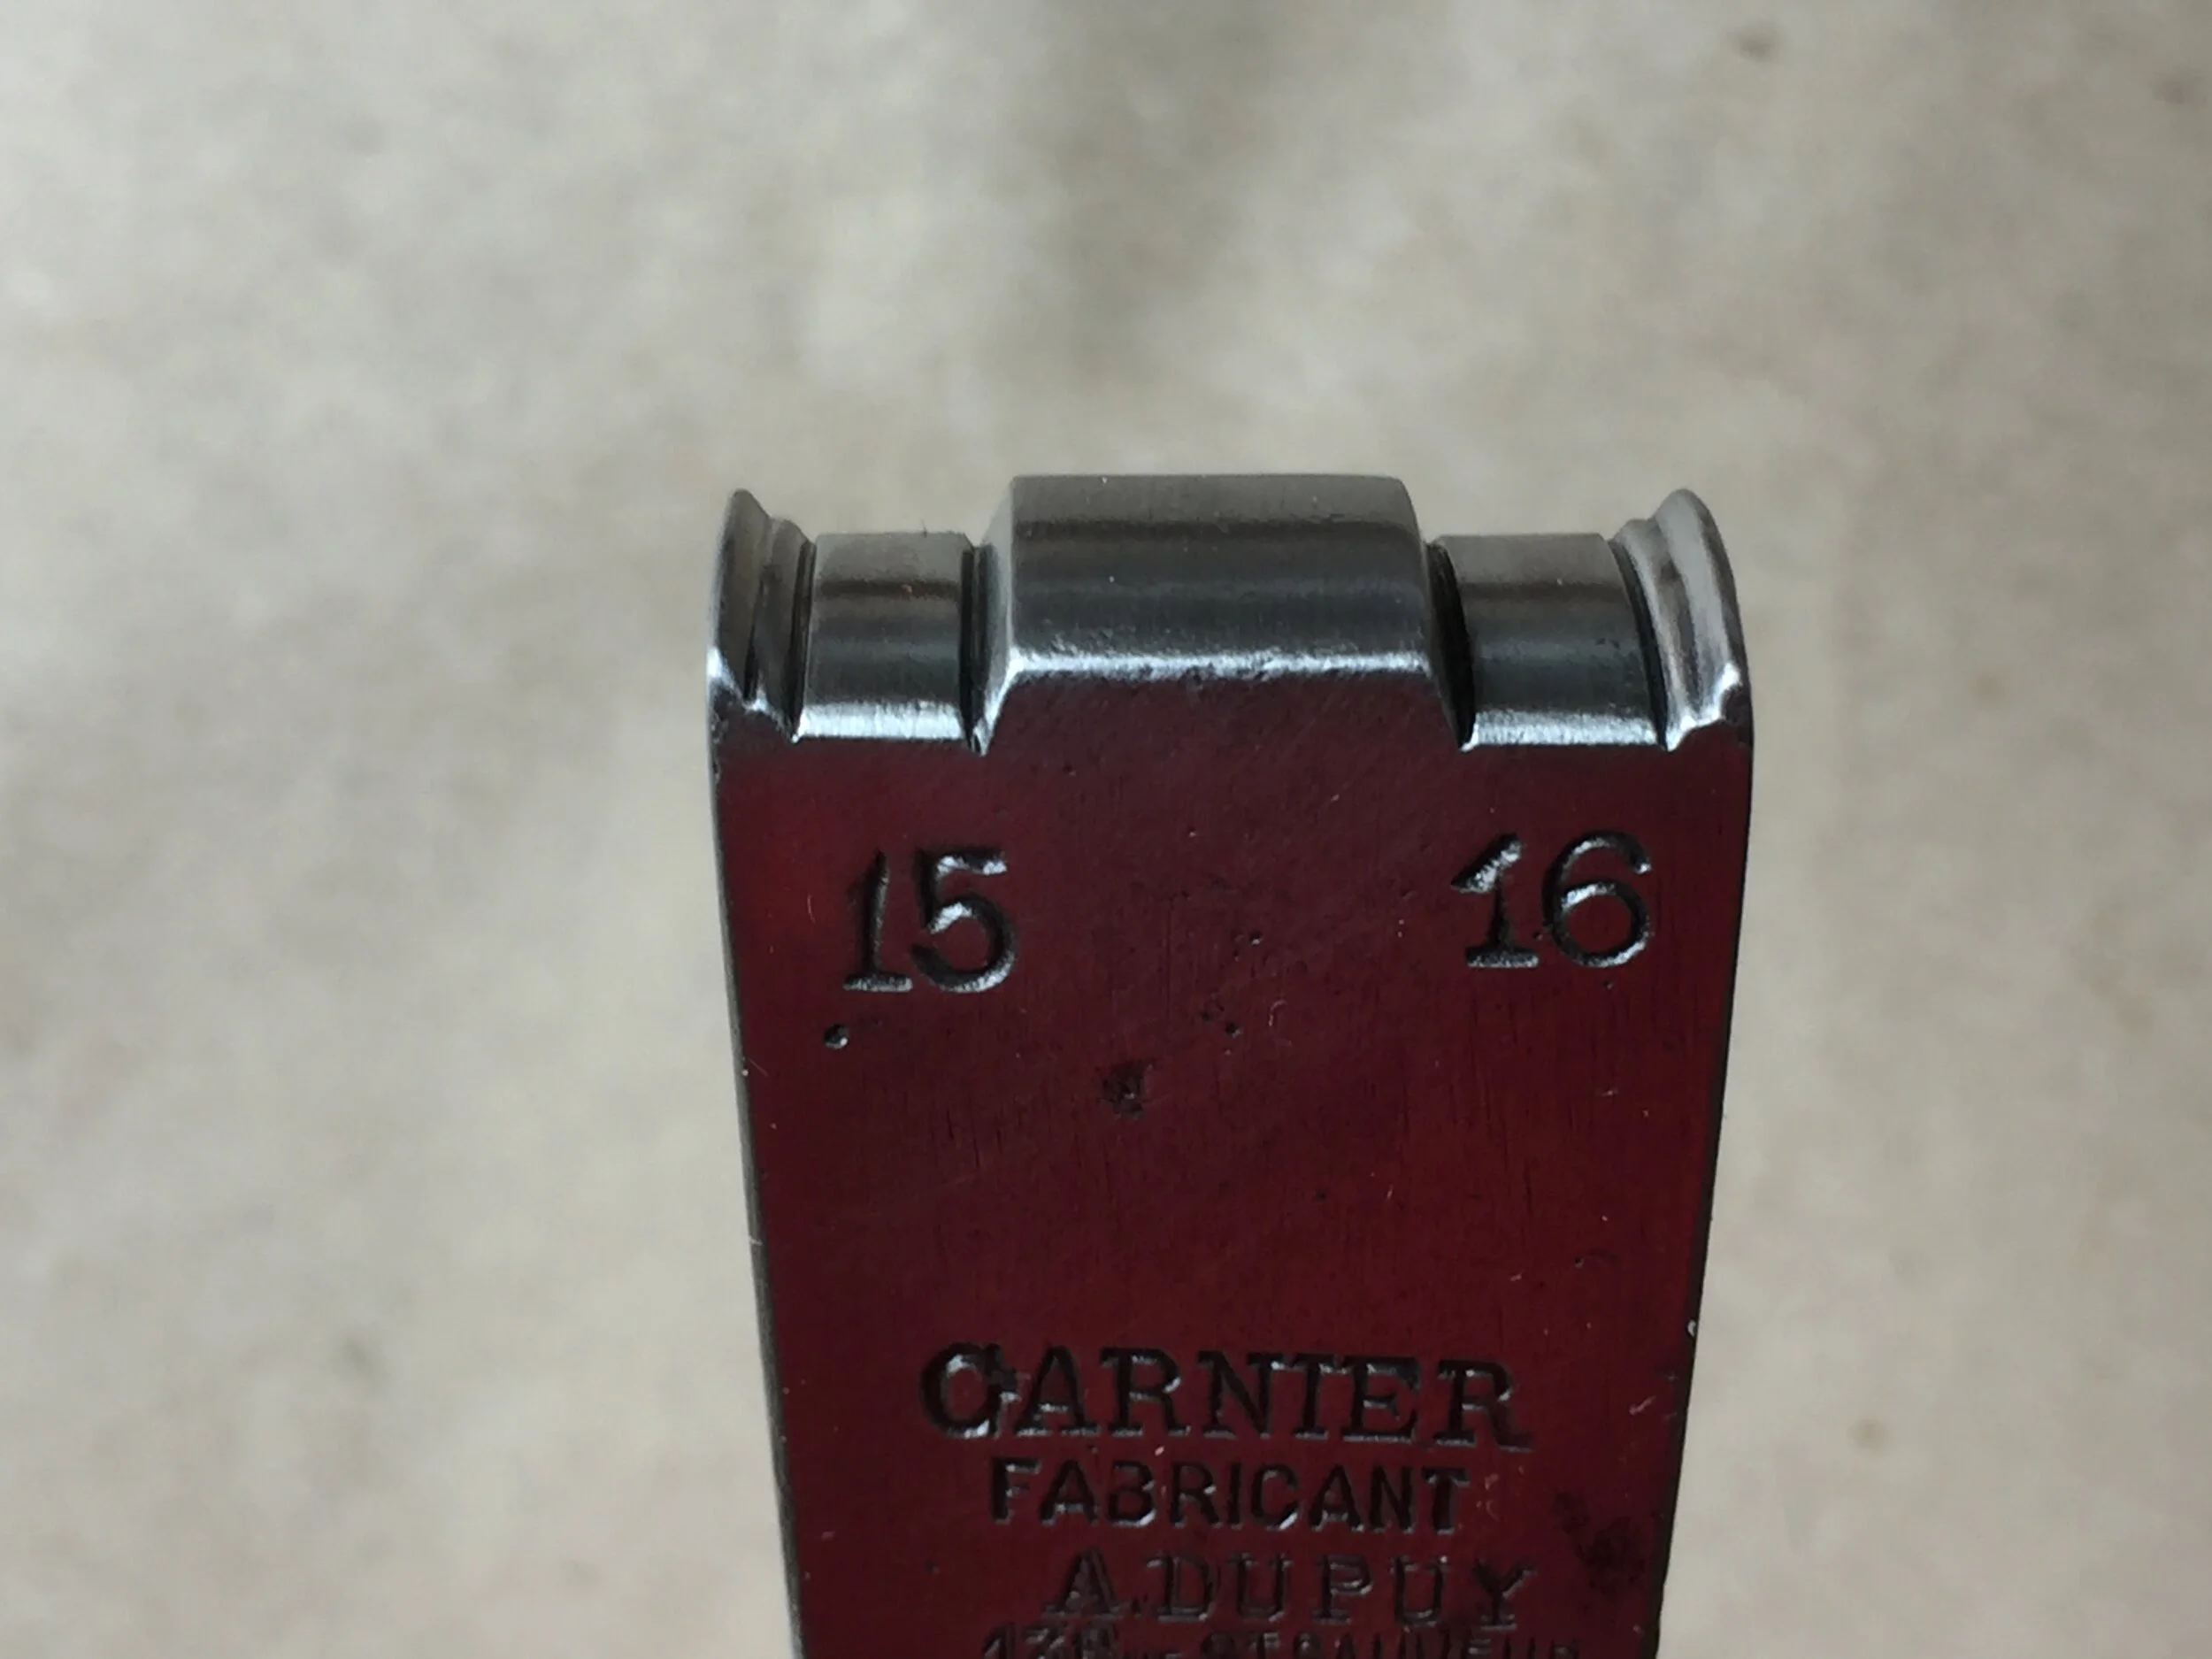 15 16
GARNIER
FABRICANT
A.DUPUY